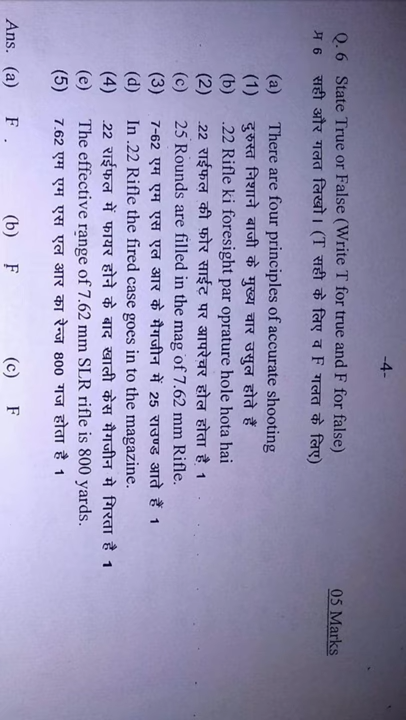 -4-
Q. 6 State True or False (Write T for true and F for false) 05 Marks
प्र 6 सही और गलत लिखो। (T सही के लिए व F गलत के लिए)
(a) There are four principles of accurate shooting
(1) दुरुस्त निशाने बाजी के मुख्य चार उसुल होते हैं
(b) .22 Rifle ki foresight par oprature hole hota hai
(2) .22 राईफल की फोर साईट पर आपरेचर होल होता है 1
(c) 25 Rounds are filled in the mag of 7.62 mm Rifle.
(3) 7-62 एम एम एस एल आर के मैगजीन में 25 राउण्ड आते हैं 1
(d) In .22 Rifle the fired case goes in to the magazine.
(4) .22 राईफल में फायर होने के बाद खाली केस मैगजीन मे गिरता है 1
(e) The effective range of 7.62 mm SLR rifle is 800 yards.
(5) 7.62 एम एम एस एल आर का रेन्ज 800 गज होता है 1
Ans. (a) F . (b) F (c) F